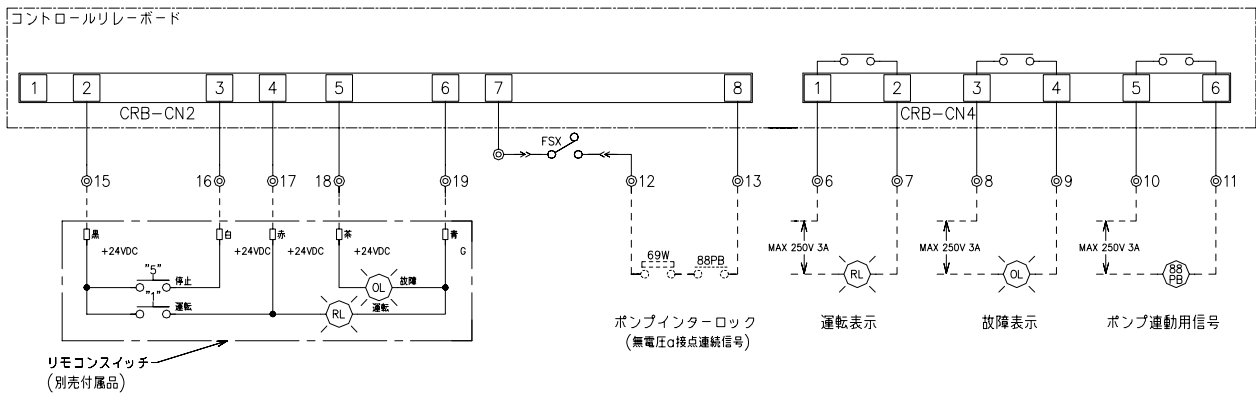 コントロールリレーボード
1 2 3 4 5 6 7 8
CRB-CN2
1 2 3 4 5 6
CRB-CN4
FSX
15 16 17 18 19 12 13 6 7 8 9 10 11
黒 白 赤 茶 青
+24VDC +24VDC +24VDC +24VDC G
MAX 250V 3A MAX 250V 3A MAX 250V 3A
"5" 停止
"1" 運転
OL 故障
RL 運転
69W 88PB
RL OL 88 PB
ポンプインターロック
(無電圧a接点連続信号)
運転表示
故障表示
ポンプ連動用信号
リモコンスイッチ
(別売付属品)